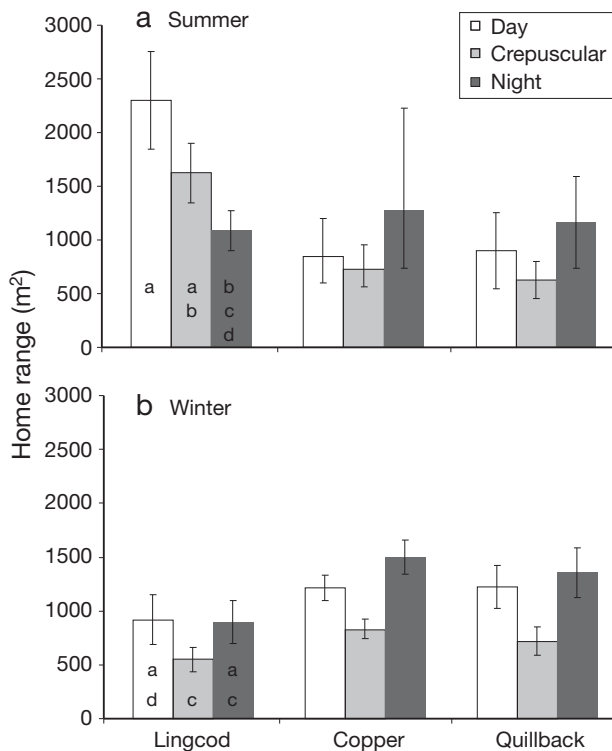 a Summer
Day
Crepuscular
Night
3000
2500
2000
1500
1000
500
0
a
a
b
b
c
d
Home range (m²)
b Winter
3000
2500
2000
1500
1000
500
0
a
d
c
a
c
Lingcod Copper Quillback